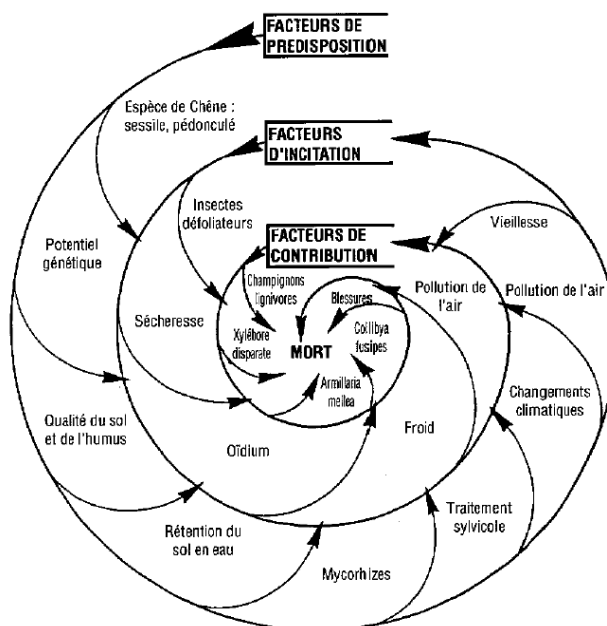 FACTEURS DE
PREDISPOSITION
Espèce de Chêne :
sessile, pédonculé
FACTEURS
D'INCITATION
Insectes
défoliateurs
Vieillesse
FACTEURS DE
CONTRIBUTION
Potentiel
génétique
Champignons
lignivores
Blessures
Pollution de
l'air
Pollution de l'air
Sécheresse
Xylébore
disparate
MORT
Collibya
fusipes
Armillaria
mellea
Changements
climatiques
Qualité du sol
et de l'humus
Oïdium
Froid
Traitement
sylvicole
Rétention du
sol en eau
Mycorhizes